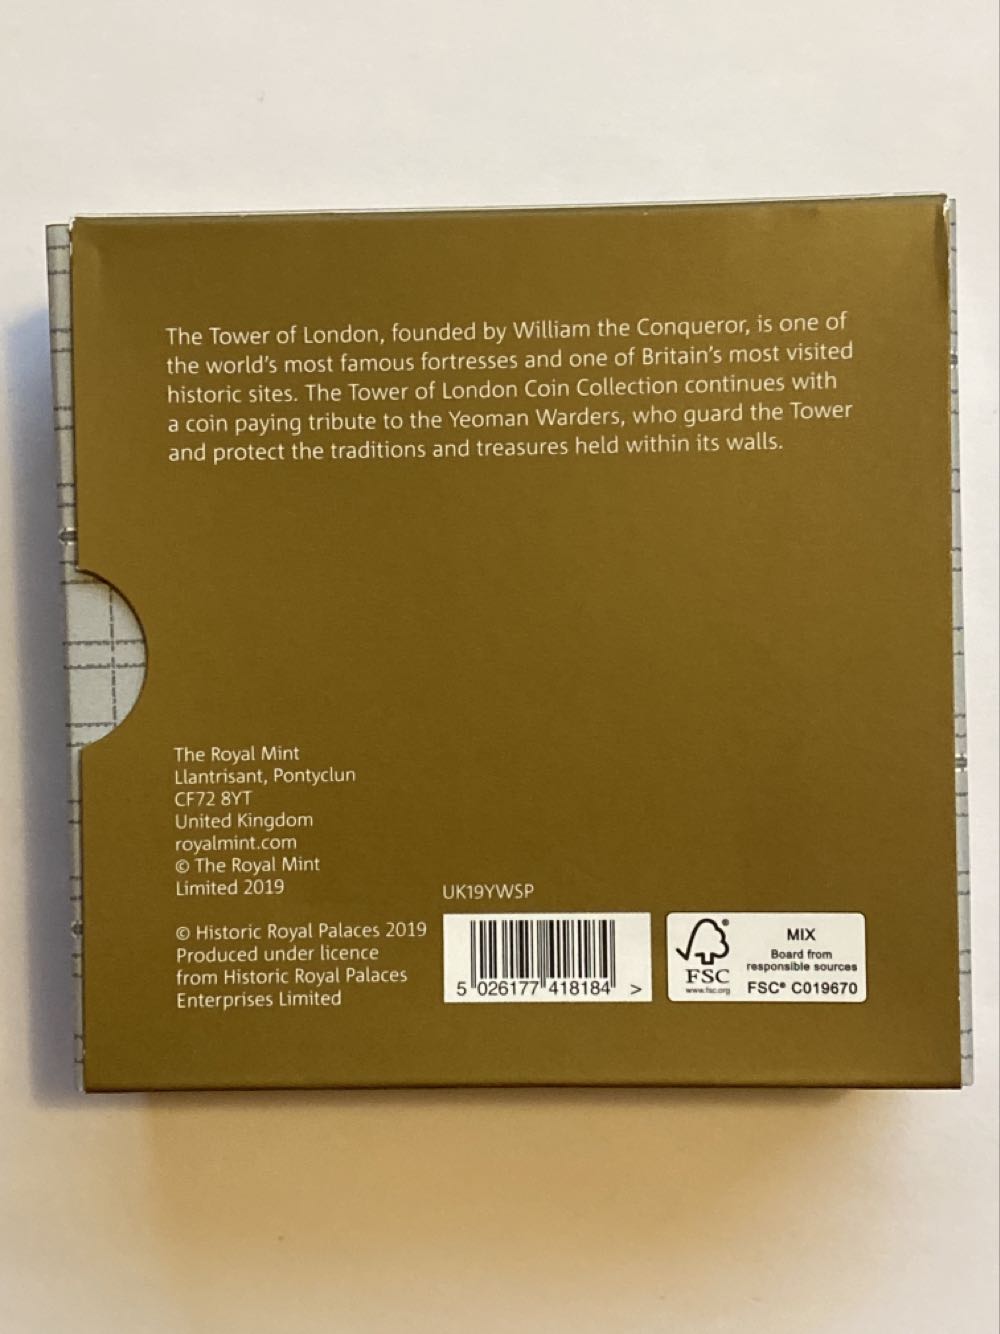 The Tower of London, founded by William the Conqueror, is one of
the world's most famous fortresses and one of Britain's most visited
historic sites. The Tower of London Coin Collection continues with
a coin paying tribute to the Yeoman Warders, who guard the Tower
and protect the traditions and treasures held within its walls.
The Royal Mint
Llantrisant, Pontyclun
CF72 8YT
United Kingdom
royalmint.com
© The Royal Mint
Limited 2019
© Historic Royal Palaces 2019
Produced under licence
from Historic Royal Palaces
Enterprises Limited
UK19YWSP
5 026177 418184 >
FSC
www.fsc.org
MIX
Board from
responsible sources
FSC® C019670